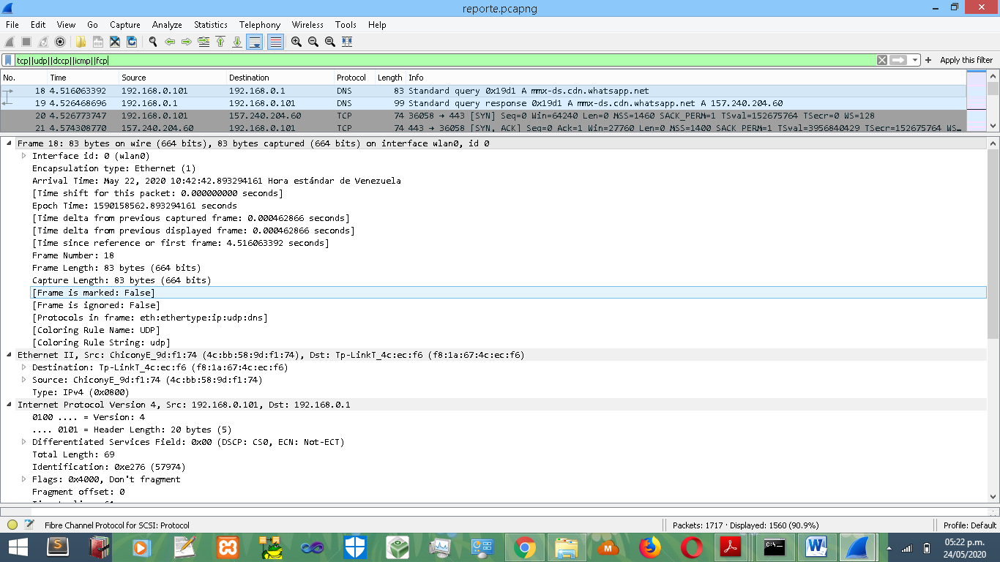 reporte.pcapng
File Edit View Go Capture Analyze Statistics Telephony Wireless Tools Help
tcp||udp||dccp||icmp||fcp
Apply this filter
No. Time Source Destination Protocol Length Info
18 4.516063392 192.168.0.101 192.168.0.1 DNS 83 Standard query 0x19d1 A mmx-ds.cdn.whatsapp.net
19 4.526468696 192.168.0.1 192.168.0.101 DNS 99 Standard query response 0x19d1 A mmx-ds.cdn.whatsapp.net A 157.240.204.60
20 4.526773747 192.168.0.101 157.240.204.60 TCP 74 36058 → 443 [SYN] Seq=0 Win=64240 Len=0 MSS=1460 SACK_PERM=1 TSval=152675764 TSecr=0 WS=128
21 4.574308770 157.240.204.60 192.168.0.101 TCP 74 443 → 36058 [SYN, ACK] Seq=0 Ack=1 Win=27760 Len=0 MSS=1400 SACK_PERM=1 TSval=3956840429 TSecr=152675764 WS…
Frame 18: 83 bytes on wire (664 bits), 83 bytes captured (664 bits) on interface wlan0, id 0
Interface id: 0 (wlan0)
Encapsulation type: Ethernet (1)
Arrival Time: May 22, 2020 10:42:42.893294161 Hora estándar de Venezuela
[Time shift for this packet: 0.000000000 seconds]
Epoch Time: 1590158562.893294161 seconds
[Time delta from previous captured frame: 0.000462866 seconds]
[Time delta from previous displayed frame: 0.000462866 seconds]
[Time since reference or first frame: 4.516063392 seconds]
Frame Number: 18
Frame Length: 83 bytes (664 bits)
Capture Length: 83 bytes (664 bits)
[Frame is marked: False]
[Frame is ignored: False]
[Protocols in frame: eth:ethertype:ip:udp:dns]
[Coloring Rule Name: UDP]
[Coloring Rule String: udp]
Ethernet II, Src: ChiconyE_9d:f1:74 (4c:bb:58:9d:f1:74), Dst: Tp-LinkT_4c:ec:f6 (f8:1a:67:4c:ec:f6)
Destination: Tp-LinkT_4c:ec:f6 (f8:1a:67:4c:ec:f6)
Source: ChiconyE_9d:f1:74 (4c:bb:58:9d:f1:74)
Type: IPv4 (0x0800)
Internet Protocol Version 4, Src: 192.168.0.101, Dst: 192.168.0.1
0100 .... = Version: 4
.... 0101 = Header Length: 20 bytes (5)
Differentiated Services Field: 0x00 (DSCP: CS0, ECN: Not-ECT)
Total Length: 69
Identification: 0xe276 (57974)
Flags: 0x4000, Don't fragment
Fragment offset: 0
Fibre Channel Protocol for SCSI: Protocol
Packets: 1717 · Displayed: 1560 (90.9%)
Profile: Default
05:22 p.m.
24/05/2020